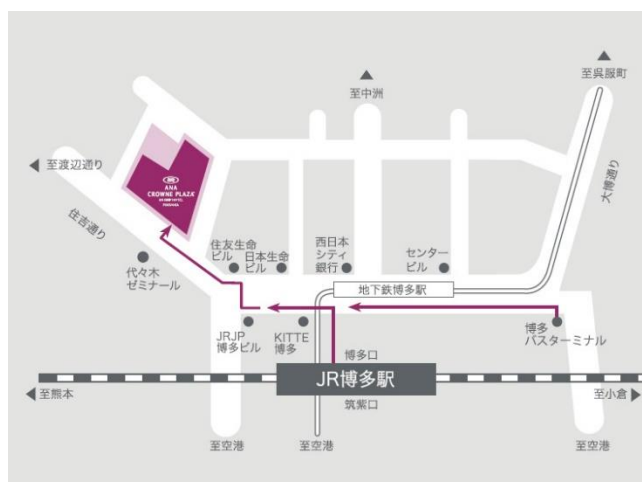 至呉服町
至中洲
至渡辺通り
ANA
CROWNE PLAZA
大博通り
住吉通り
住友生命
ビル
日本生命
ビル
西日本
シティ
銀行
センター
ビル
代々木
ゼミナール
地下鉄博多駅
JRJP
博多ビル
KITTE
博多
博多
バスターミナル
博多口
JR博多駅
筑紫口
至熊本
至小倉
至空港
至空港
至空港